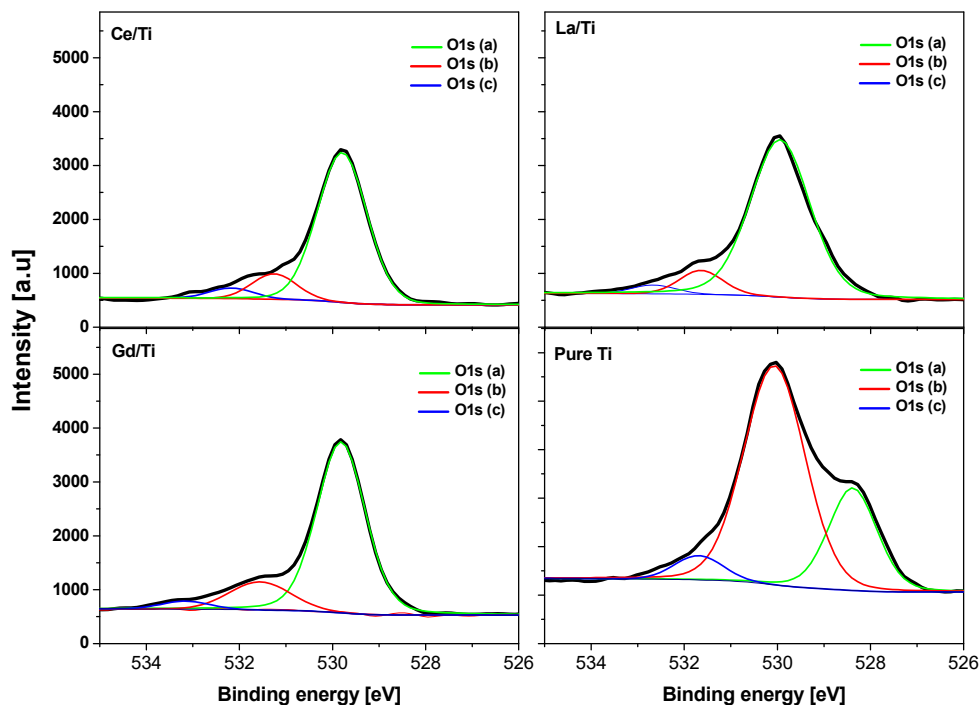 Ce/Ti
O1s (a)
O1s (b)
O1s (c)
5000
4000
3000
2000
1000
0
La/Ti
O1s (a)
O1s (b)
O1s (c)
Intensity [a.u]
Gd/Ti
O1s (a)
O1s (b)
O1s (c)
5000
4000
3000
2000
1000
0
534 532 530 528 526
Binding energy [eV]
Pure Ti
O1s (a)
O1s (b)
O1s (c)
534 532 530 528 526
Binding energy [eV]